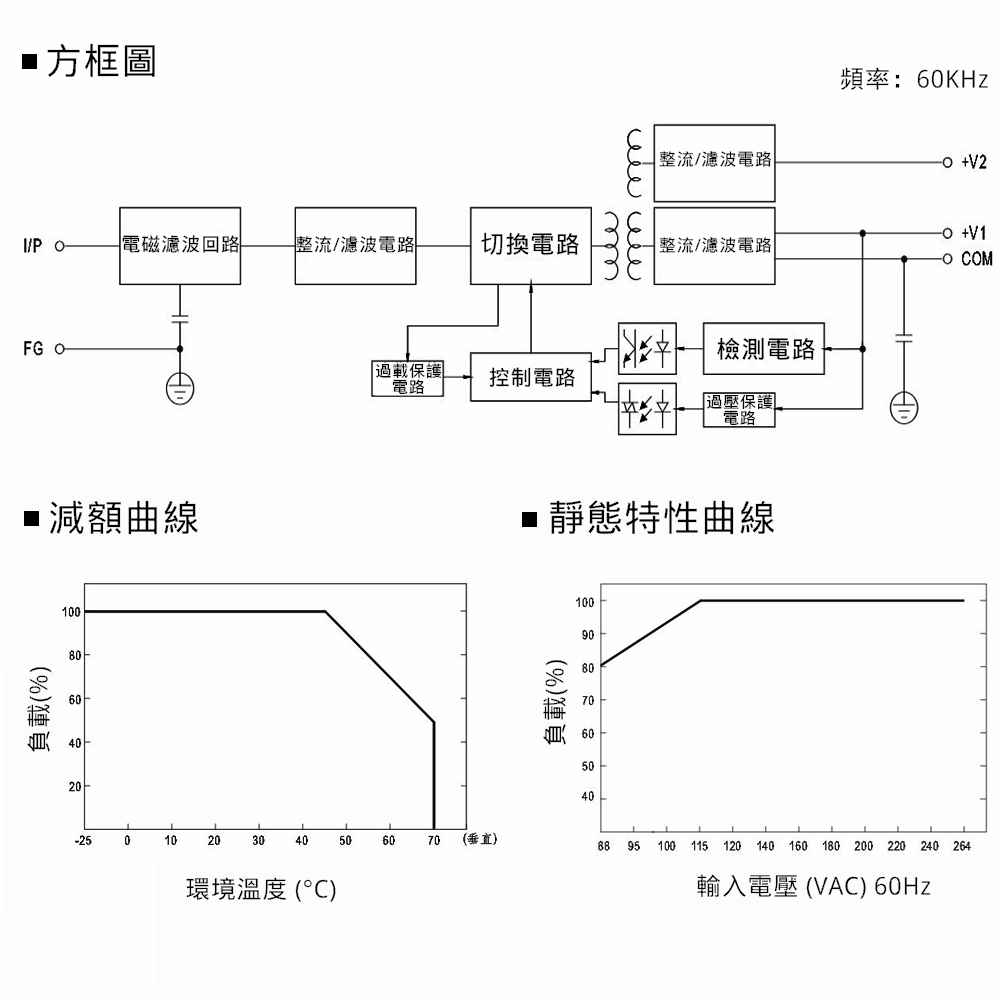 ■ 方框圖
頻率：60KHz
整流/濾波電路
+V2
I/P
電磁濾波回路
整流/濾波電路
切換電路
整流/濾波電路
+V1
COM
FG
過載保護
電路
控制電路
檢測電路
過壓保護
電路
■ 減額曲線
負載(%)
100
80
60
40
20
-25 0 10 20 30 40 50 60 70 (垂直)
環境溫度 (°C)
■ 靜態特性曲線
負載(%)
100
90
80
70
60
50
40
88 95 100 115 120 140 160 180 200 220 240 264
輸入電壓 (VAC) 60Hz